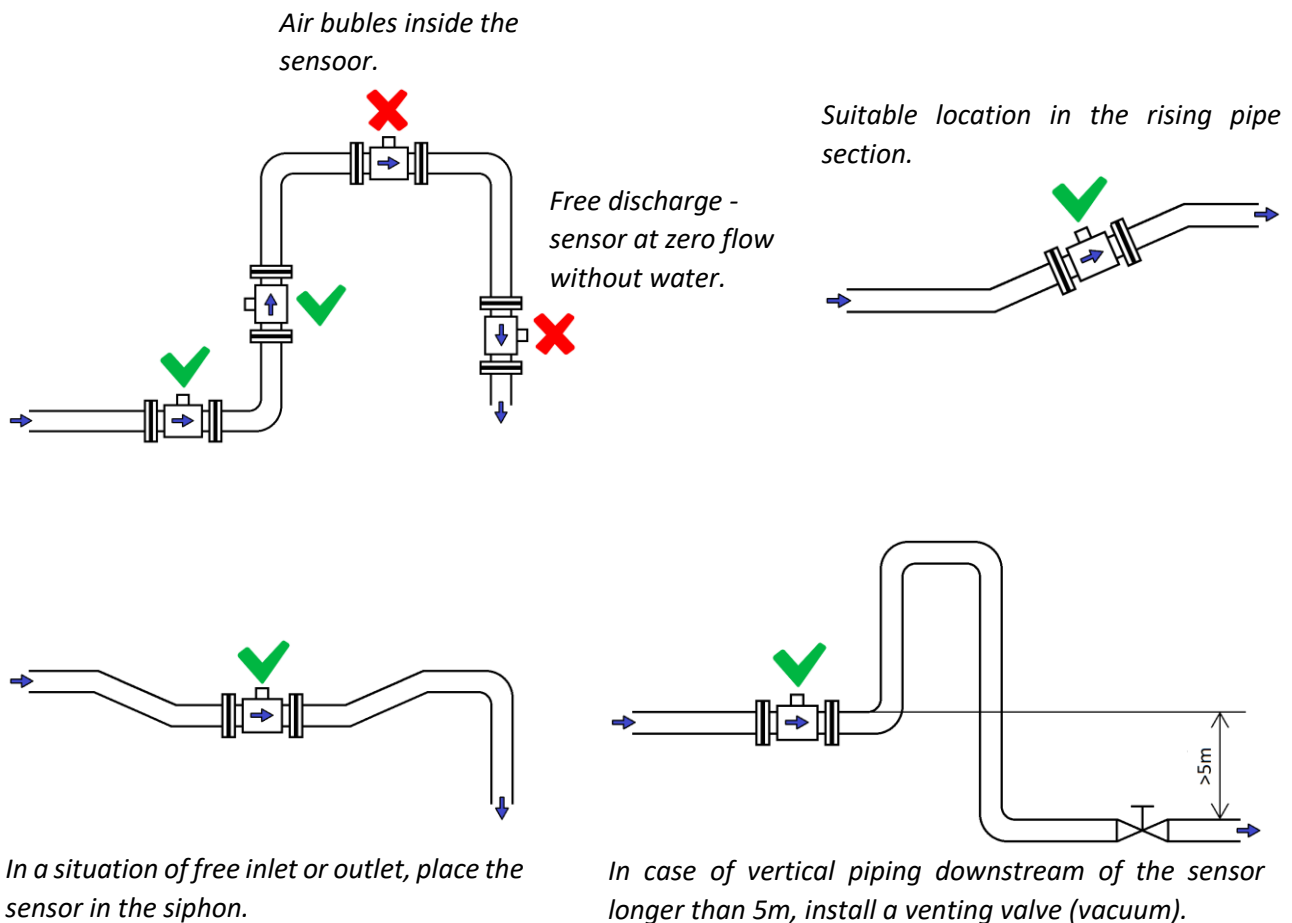 Air bubles inside the
sensoor.
Suitable location in the rising pipe
section.
Free discharge -
sensor at zero flow
without water.
>5m
In a situation of free inlet or outlet, place the
sensor in the siphon.
In case of vertical piping downstream of the sensor
longer than 5m, install a venting valve (vacuum).